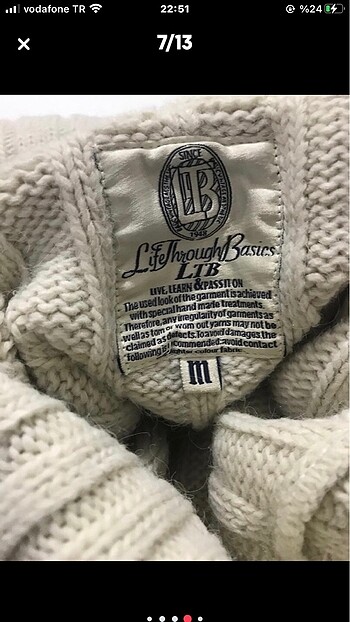 vodafone TR
22:51
%24
7/13
SINCE
LTB
1948
LifeThroughBasics
LTB
LIVE, LEARN & PASS IT ON
The used look of the garment is achieved
with special hand made treatments.
Therefore, any irregularity of garments as
well as torn or worn out yarns may not be
claimed as defects. To avoid damages the
following is recommended: avoid contact
lighter colour fabric
m